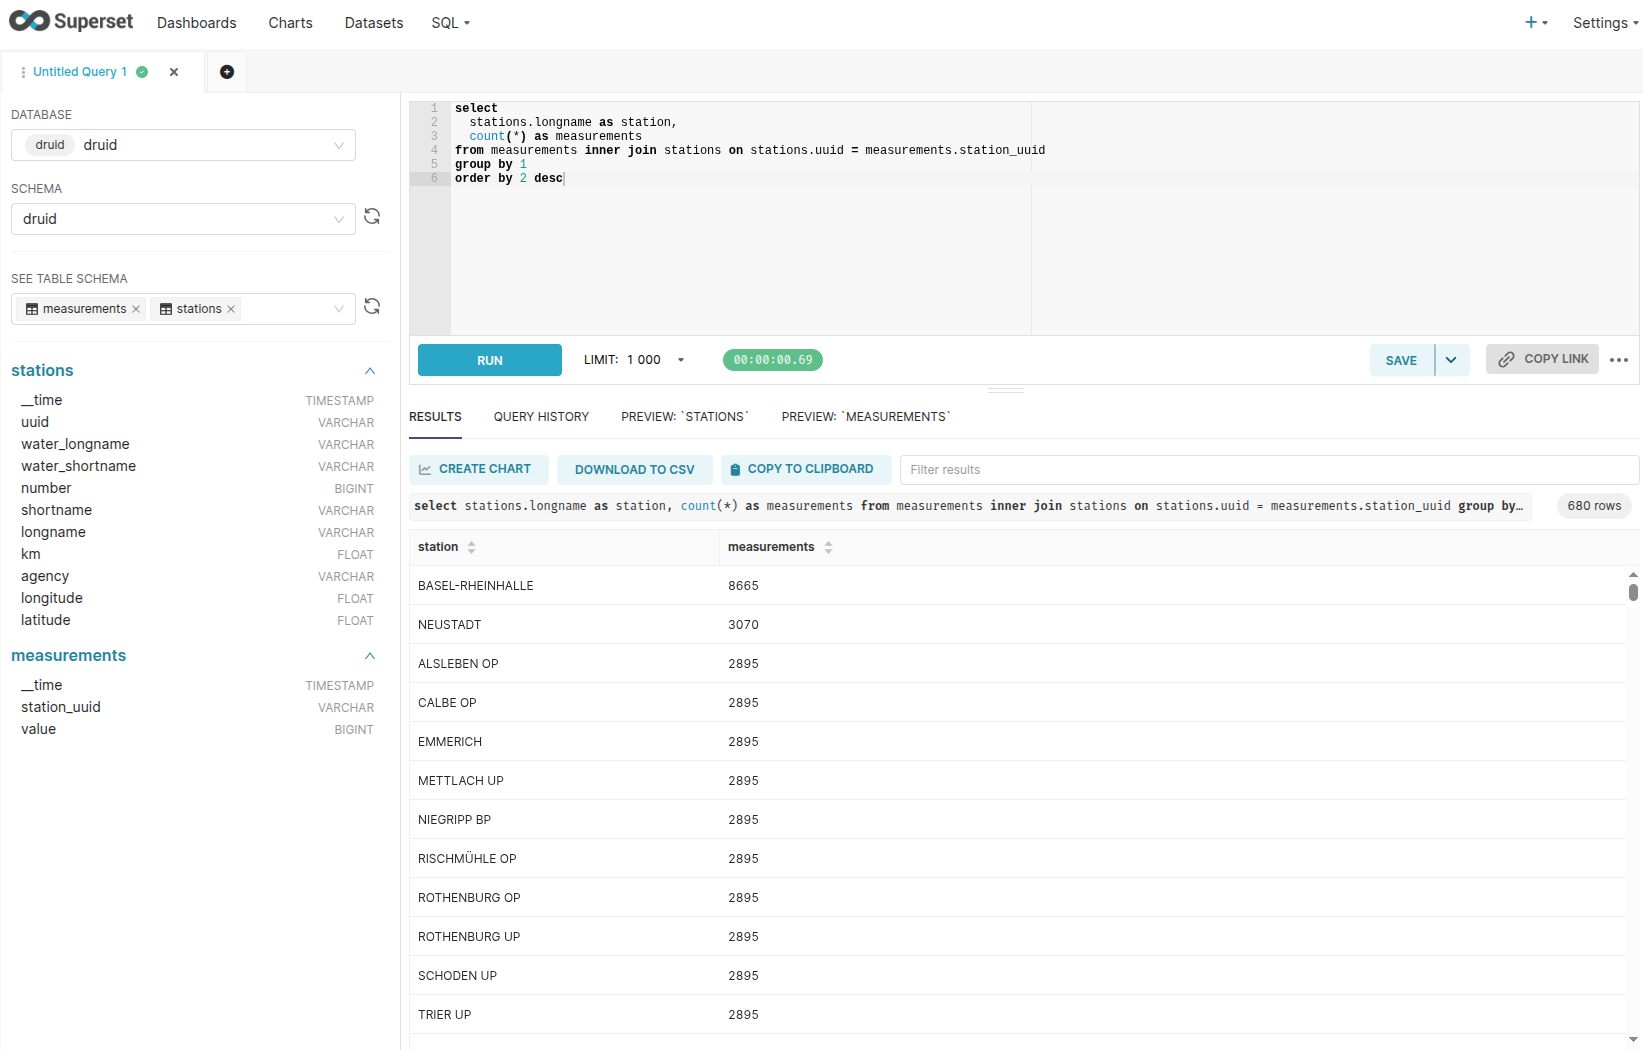 Superset Dashboards Charts Datasets SQL + Settings
Untitled Query 1
DATABASE
druid druid
SCHEMA
druid
SEE TABLE SCHEMA
measurements stations
stations
__time TIMESTAMP
uuid VARCHAR
water_longname VARCHAR
water_shortname VARCHAR
number BIGINT
shortname VARCHAR
longname VARCHAR
km FLOAT
agency VARCHAR
longitude FLOAT
latitude FLOAT
measurements
__time TIMESTAMP
station_uuid VARCHAR
value BIGINT
1 select
2 stations.longname as station,
3 count(*) as measurements
4 from measurements inner join stations on stations.uuid = measurements.station_uuid
5 group by 1
6 order by 2 desc
RUN LIMIT: 1 000 00:00:00.69 SAVE COPY LINK
RESULTS QUERY HISTORY PREVIEW: `STATIONS` PREVIEW: `MEASUREMENTS`
CREATE CHART DOWNLOAD TO CSV COPY TO CLIPBOARD Filter results
select stations.longname as station, count(*) as measurements from measurements inner join stations on stations.uuid = measurements.station_uuid group by… 680 rows
station measurements
BASEL-RHEINHALLE 8665
NEUSTADT 3070
ALSLEBEN OP 2895
CALBE OP 2895
EMMERICH 2895
METTLACH UP 2895
NIEGRIPP BP 2895
RISCHMÜHLE OP 2895
ROTHENBURG OP 2895
ROTHENBURG UP 2895
SCHODEN UP 2895
TRIER UP 2895